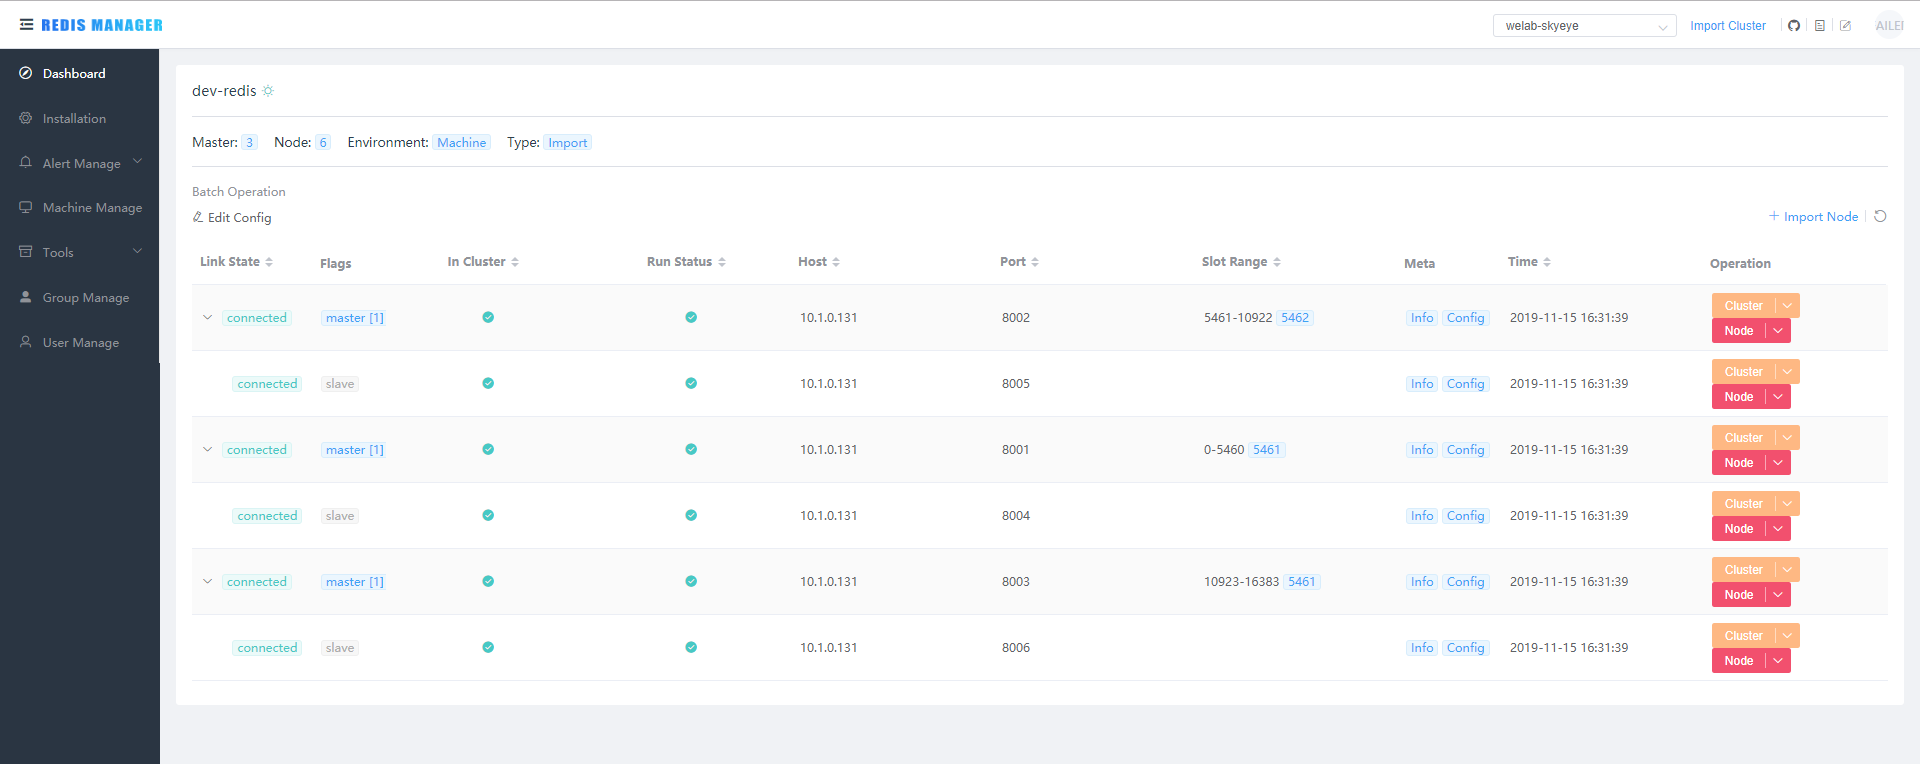 REDIS MANAGER
welab-skyeye
Import Cluster
AILEI
Dashboard
Installation
Alert Manage
Machine Manage
Tools
Group Manage
User Manage
dev-redis
Master: 3 Node: 6 Environment: Machine Type: Import
Batch Operation
Edit Config
+ Import Node
Link State Flags In Cluster Run Status Host Port Slot Range Meta Time Operation
connected master [1] 10.1.0.131 8002 5461-10922 5462 Info Config 2019-11-15 16:31:39 Cluster
Node
connected slave 10.1.0.131 8005 Info Config 2019-11-15 16:31:39 Cluster
Node
connected master [1] 10.1.0.131 8001 0-5460 5461 Info Config 2019-11-15 16:31:39 Cluster
Node
connected slave 10.1.0.131 8004 Info Config 2019-11-15 16:31:39 Cluster
Node
connected master [1] 10.1.0.131 8003 10923-16383 5461 Info Config 2019-11-15 16:31:39 Cluster
Node
connected slave 10.1.0.131 8006 Info Config 2019-11-15 16:31:39 Cluster
Node